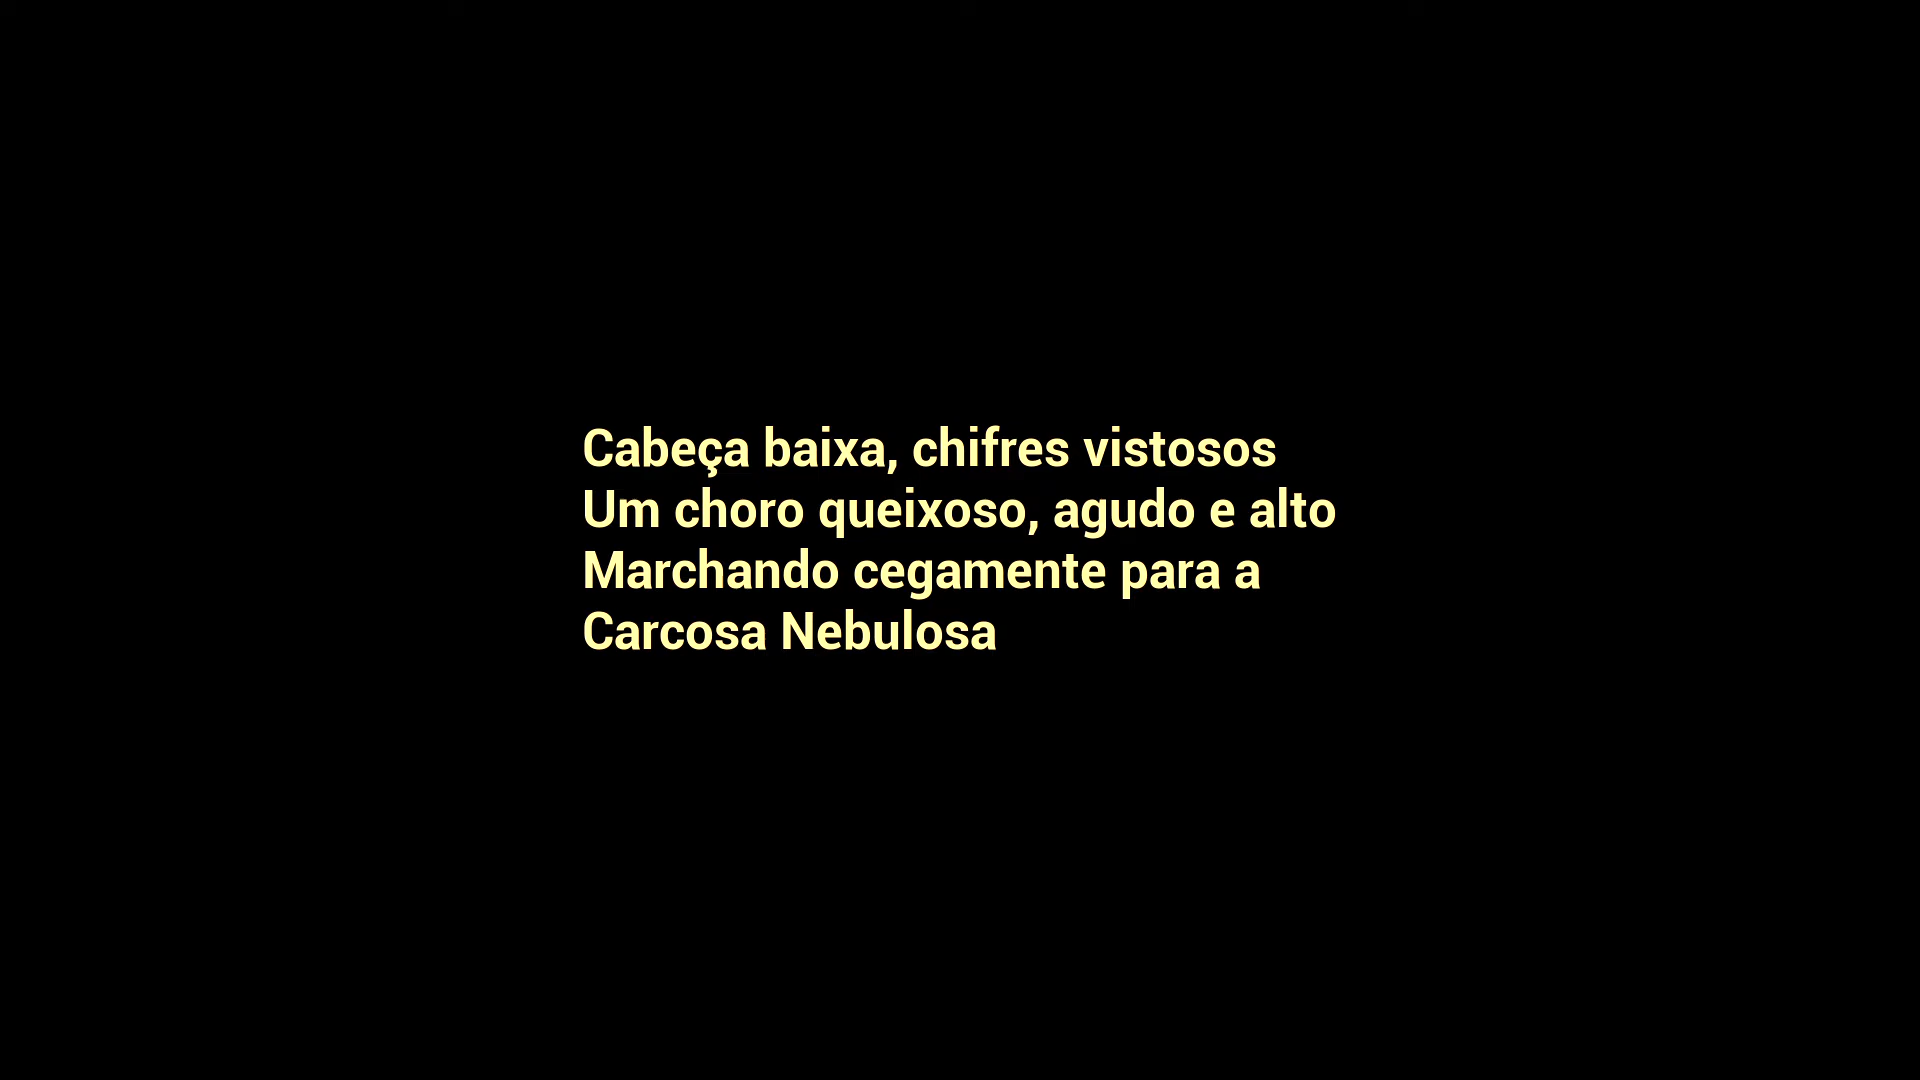 Cabeça baixa, chifres vistosos
Um choro queixoso, agudo e alto
Marchando cegamente para a
Carcosa Nebulosa